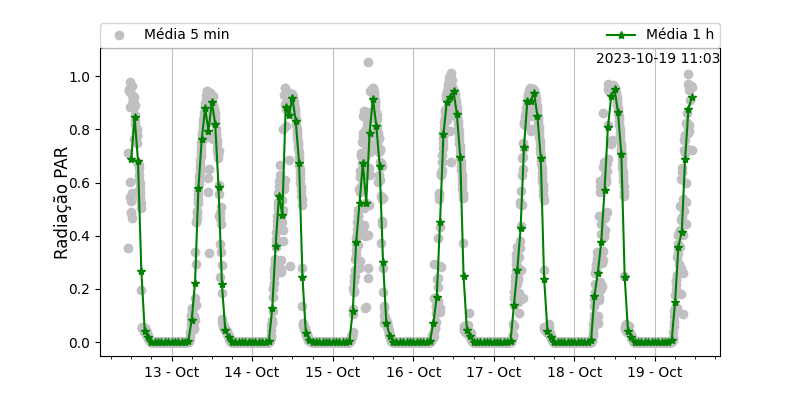 Média 5 min
Média 1 h
2023-10-19 11:03
1.0
0.8
0.6
0.4
0.2
0.0
Radiação PAR
13 - Oct
14 - Oct
15 - Oct
16 - Oct
17 - Oct
18 - Oct
19 - Oct